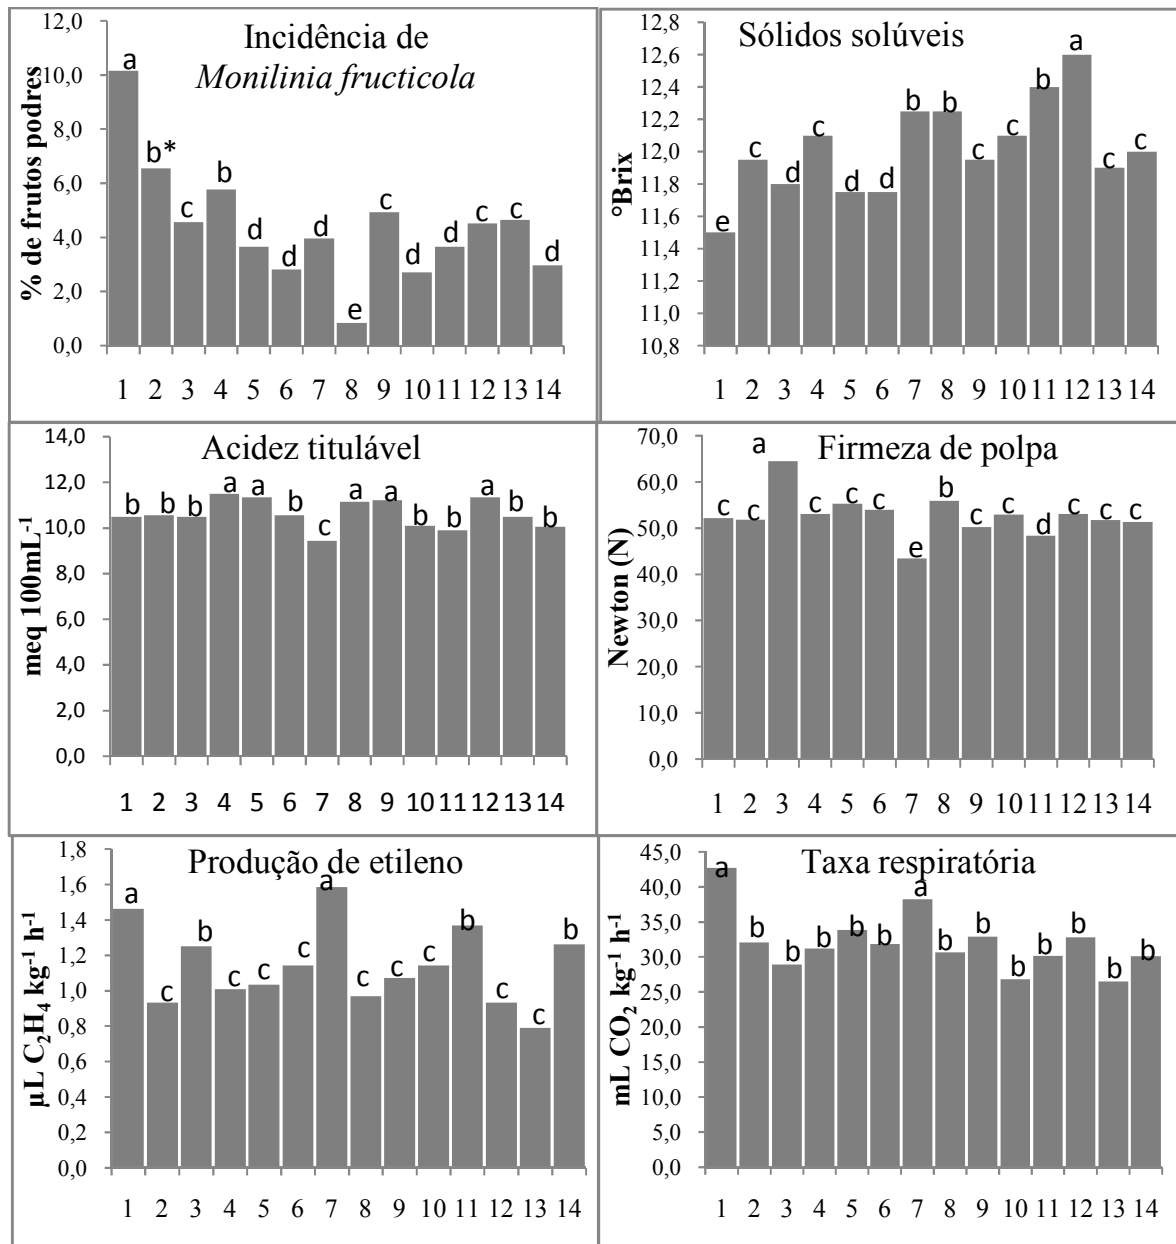 Incidência de
Monilinia fructicola
% de frutos podres
12,0
10,0
8,0
6,0
4,0
2,0
0,0
a b* c b d d d e c d d c c d
1 2 3 4 5 6 7 8 9 10 11 12 13 14
Sólidos solúveis
°Brix
12,8
12,6
12,4
12,2
12,0
11,8
11,6
11,4
11,2
11,0
10,8
e c d c d d b b c c b a c c
1 2 3 4 5 6 7 8 9 10 11 12 13 14
Acidez titulável
meq 100mL⁻¹
14,0
12,0
10,0
8,0
6,0
4,0
2,0
0,0
b b b a a b c a a b b a b b
1 2 3 4 5 6 7 8 9 10 11 12 13 14
Firmeza de polpa
Newton (N)
70,0
60,0
50,0
40,0
30,0
20,0
10,0
0,0
c c a c c c e b c c d c c c
1 2 3 4 5 6 7 8 9 10 11 12 13 14
Produção de etileno
µL C₂H₄ kg⁻¹ h⁻¹
1,8
1,6
1,4
1,2
1,0
0,8
0,6
0,4
0,2
0,0
a c b c c c a c c c b c c b
1 2 3 4 5 6 7 8 9 10 11 12 13 14
Taxa respiratória
mL CO₂ kg⁻¹ h⁻¹
45,0
40,0
35,0
30,0
25,0
20,0
15,0
10,0
5,0
0,0
a b b b b b a b b b b b b b
1 2 3 4 5 6 7 8 9 10 11 12 13 14